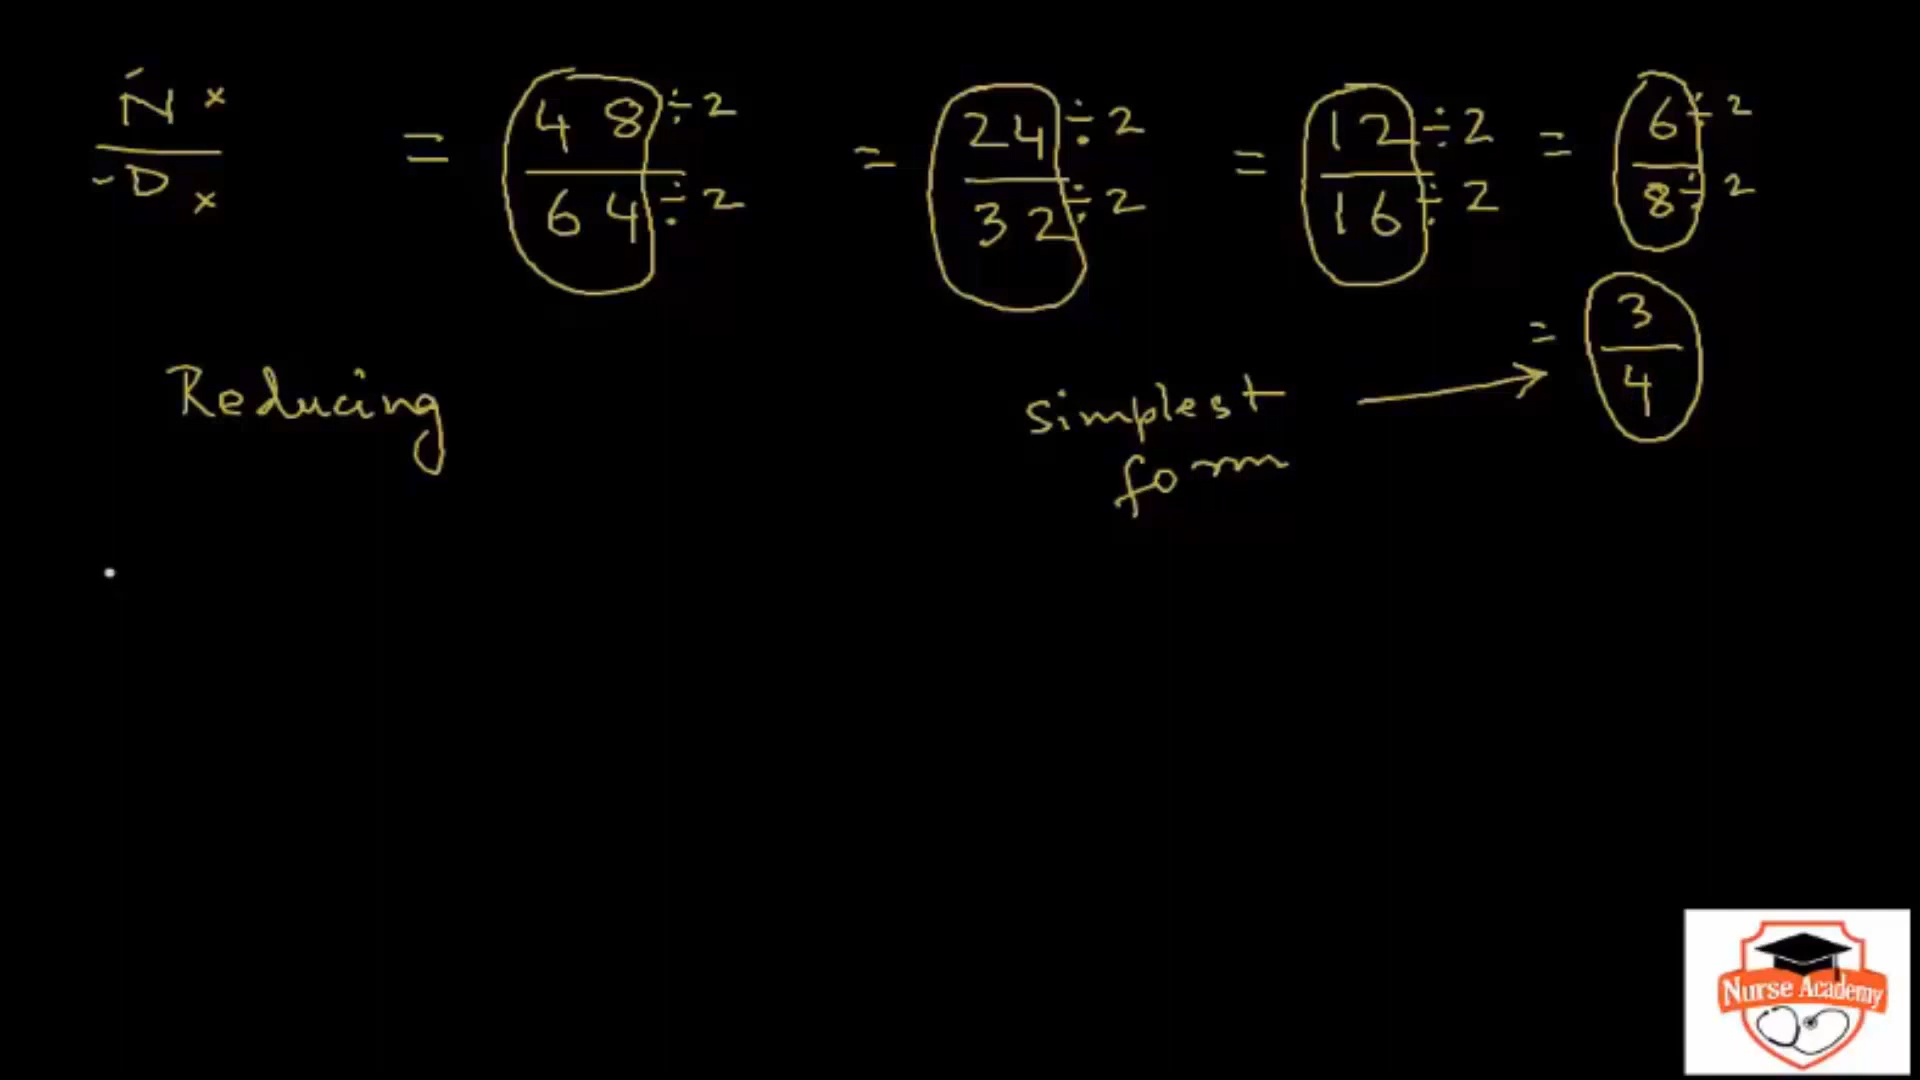 N × = 48 ÷2 = 24 ÷2 = 12 ÷2 = 6 ÷2
-D × 64 ÷2 32 ÷2 16 ÷2 8 ÷2
= 3
4
Reducing
simplest
form
Nurse Academy